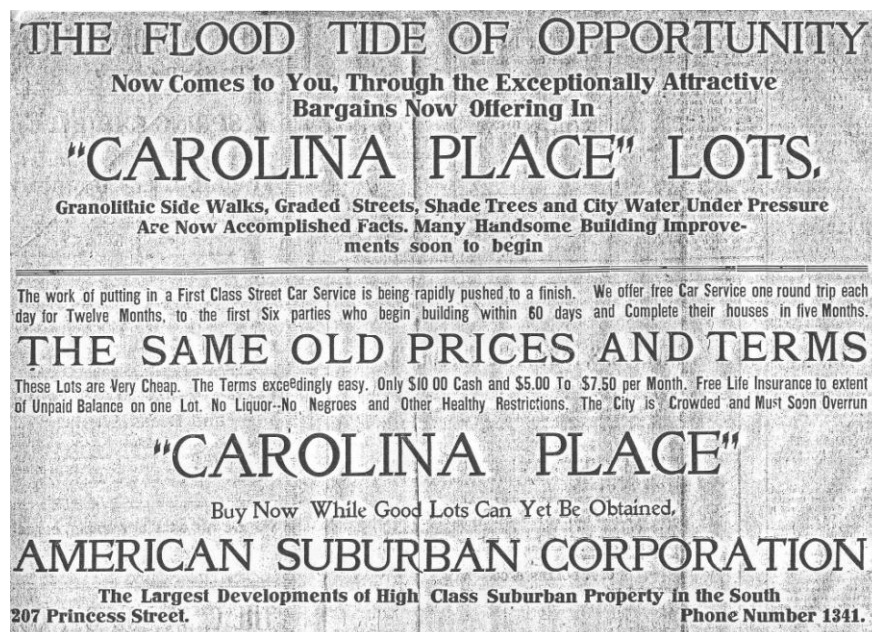 THE FLOOD TIDE OF OPPORTUNITY
Now Comes to You, Through the Exceptionally Attractive
Bargains Now Offering In
"CAROLINA PLACE" LOTS.
Granolithic Side Walks, Graded Streets, Shade Trees and City Water Under Pressure
Are Now Accomplished Facts. Many Handsome Building Improve-
ments soon to begin
The work of putting in a First Class Street Car Service is being rapidly pushed to a finish. We offer free Car Service one round trip each
day for Twelve Months, to the first Six parties who begin building within 60 days and Complete their houses in five Months.
THE SAME OLD PRICES AND TERMS
These Lots are Very Cheap. The Terms exceedingly easy. Only $10 00 Cash and $5.00 To $7.50 per Month. Free Life Insurance to extent
of Unpaid Balance on one Lot. No Liquor--No Negroes and Other Healthy Restrictions. The City is Crowded and Must Soon Overrun
"CAROLINA PLACE"
Buy Now While Good Lots Can Yet Be Obtained,
AMERICAN SUBURBAN CORPORATION
The Largest Developments of High Class Suburban Property in the South
207 Princess Street. Phone Number 1341.